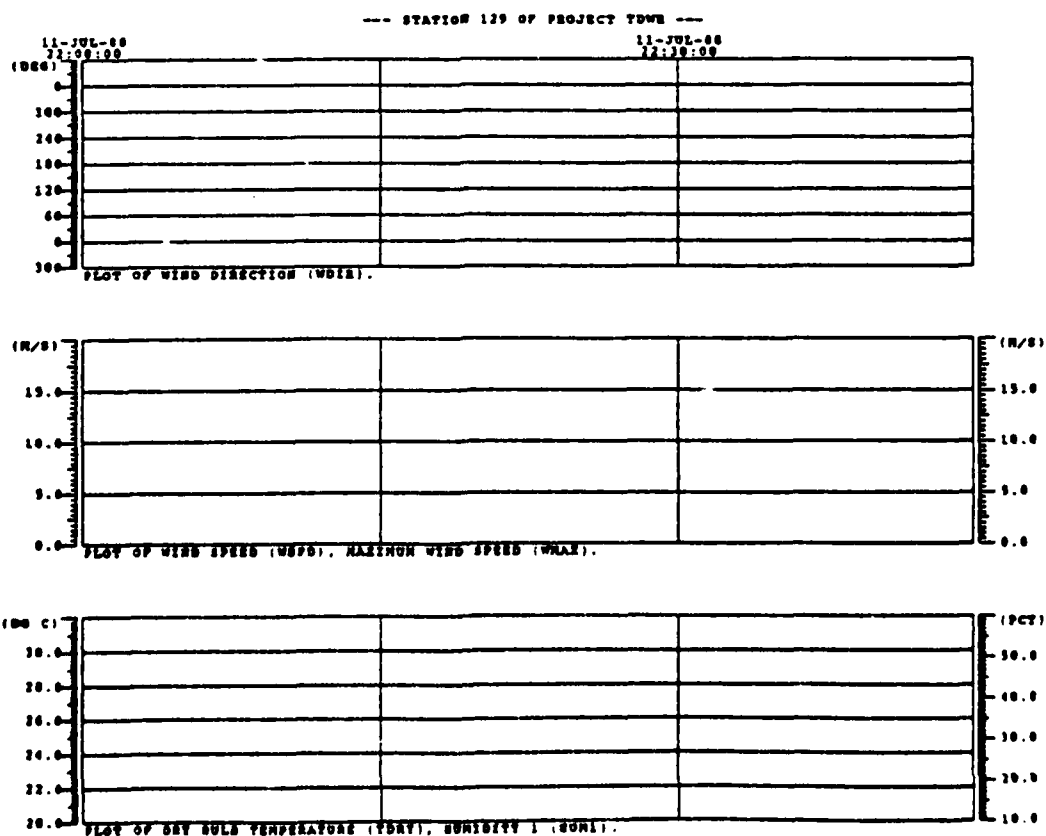 --- STATION 129 OF PROJECT TDWR ---
11-JUL-88 11-JUL-88
22:00:00 22:30:00
(DEG)
0
300
240
180
120
60
0
300
PLOT OF WIND DIRECTION (WDIR).
(M/S) (M/S)
15.0 15.0
10.0 10.0
5.0 5.0
0.0 0.0
PLOT OF WIND SPEED (WSPD), MAXIMUM WIND SPEED (WMAX).
(DG C) (PCT)
30.0 50.0
28.0 40.0
26.0
24.0 30.0
22.0 20.0
20.0 10.0
PLOT OF DRY BULB TEMPERATURE (TDRY), HUMIDITY 1 (HUM1).